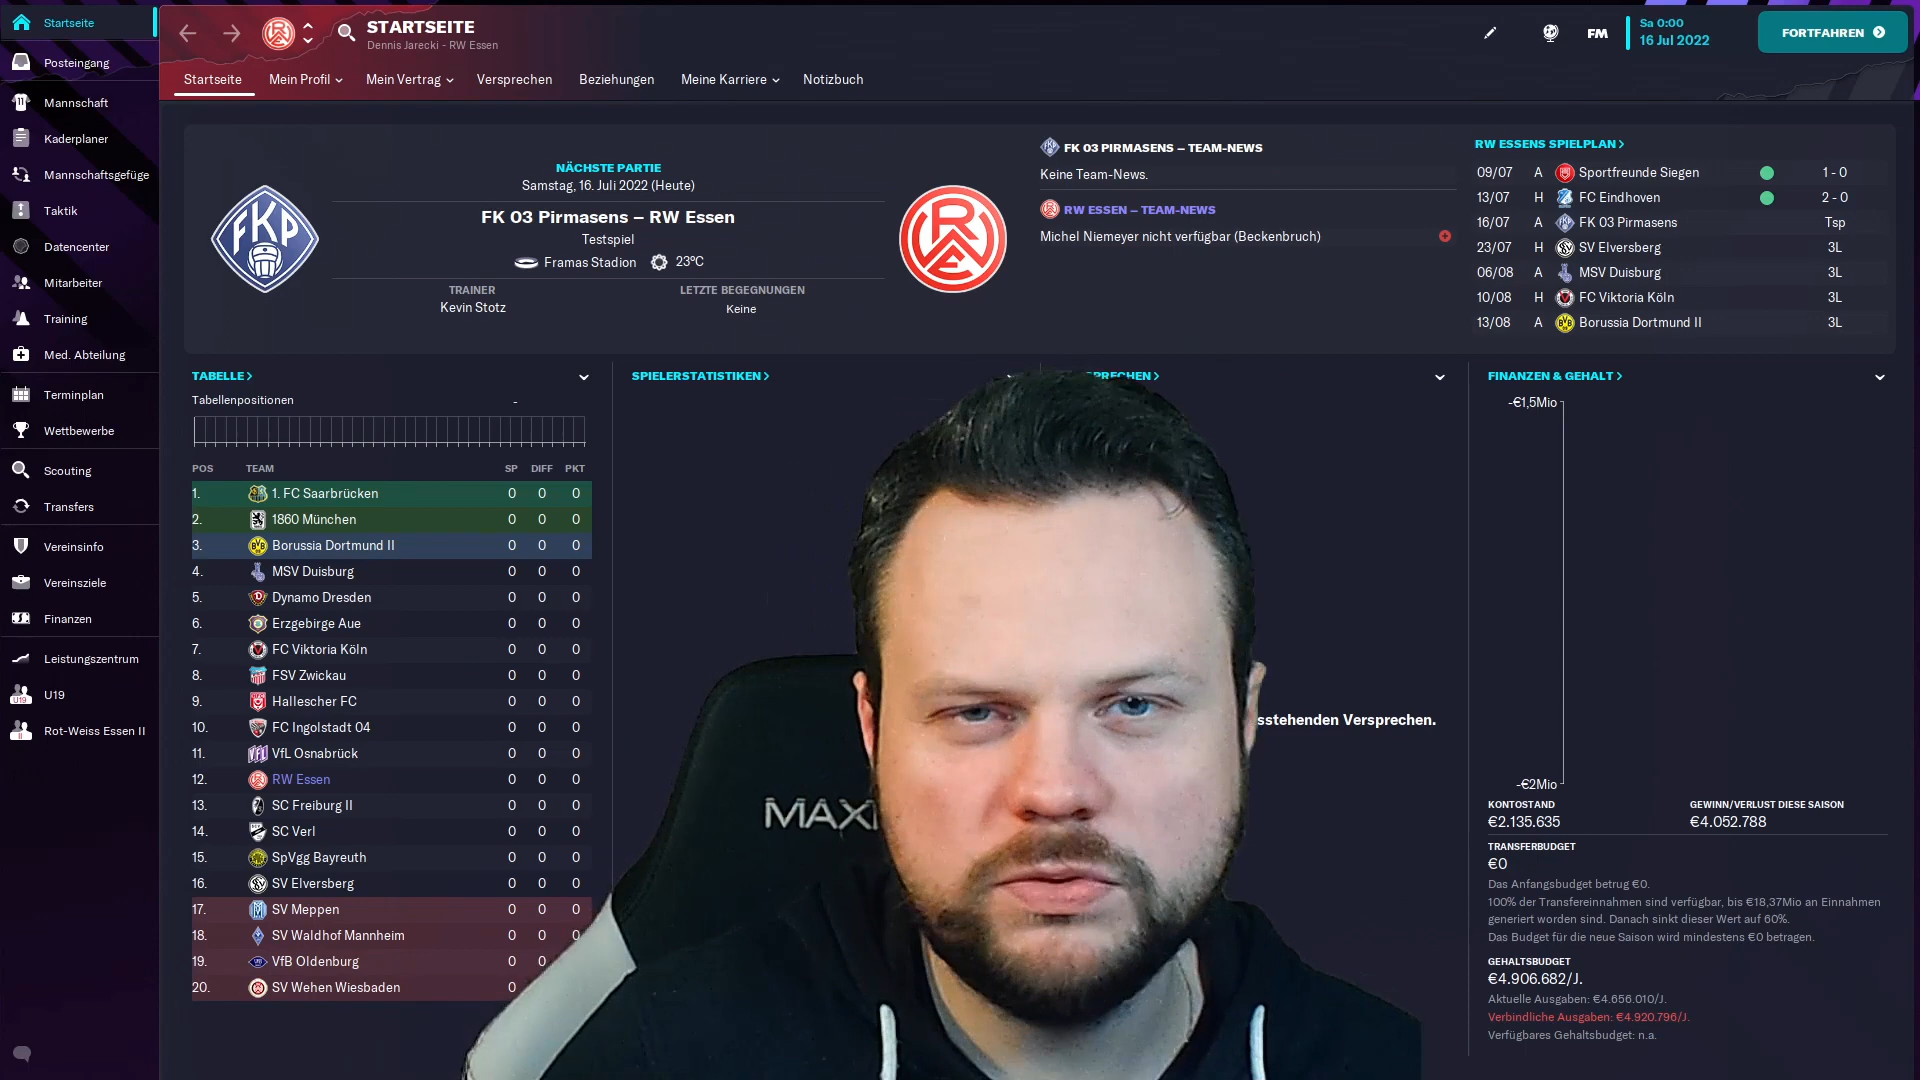 Startseite
Posteingang
Mannschaft
Kaderplaner
Mannschaftsgefüge
Taktik
Datencenter
Mitarbeiter
Training
Med. Abteilung
Terminplan
Wettbewerbe
Scouting
Transfers
Vereinsinfo
Vereinsziele
Finanzen
Leistungszentrum
U19
Rot-Weiss Essen II
STARTSEITE
Dennis Jarecki - RW Essen
FM
Sa 0:00
16 Jul 2022
FORTFAHREN
Startseite Mein Profil Mein Vertrag Versprechen Beziehungen Meine Karriere Notizbuch
NÄCHSTE PARTIE
Samstag, 16. Juli 2022 (Heute)
FK 03 Pirmasens – RW Essen
Testspiel
Framas Stadion 23°C
TRAINER
Kevin Stotz
LETZTE BEGEGNUNGEN
Keine
FKP
RWE
FK 03 PIRMASENS – TEAM-NEWS
Keine Team-News.
RW ESSEN – TEAM-NEWS
Michel Niemeyer nicht verfügbar (Beckenbruch)
RW ESSENS SPIELPLAN
09/07 A Sportfreunde Siegen 1 - 0
13/07 H FC Eindhoven 2 - 0
16/07 A FK 03 Pirmasens Tsp
23/07 H SV Elversberg 3L
06/08 A MSV Duisburg 3L
10/08 H FC Viktoria Köln 3L
13/08 A Borussia Dortmund II 3L
TABELLE
Tabellenpositionen -
POS TEAM SP DIFF PKT
1. 1. FC Saarbrücken 0 0 0
2. 1860 München 0 0 0
3. Borussia Dortmund II 0 0 0
4. MSV Duisburg 0 0 0
5. Dynamo Dresden 0 0 0
6. Erzgebirge Aue 0 0 0
7. FC Viktoria Köln 0 0 0
8. FSV Zwickau 0 0 0
9. Hallescher FC 0 0 0
10. FC Ingolstadt 04 0 0 0
11. VfL Osnabrück 0 0 0
12. RW Essen 0 0 0
13. SC Freiburg II 0 0 0
14. SC Verl 0 0 0
15. SpVgg Bayreuth 0 0 0
16. SV Elversberg 0 0 0
17. SV Meppen 0 0 0
18. SV Waldhof Mannheim 0 0 0
19. VfB Oldenburg 0 0
20. SV Wehen Wiesbaden 0
SPIELERSTATISTIKEN
SPRECHEN
sstehenden Versprechen.
MAX
FINANZEN & GEHALT
-€1,5Mio
-€2Mio
KONTOSTAND
€2.135.635
GEWINN/VERLUST DIESE SAISON
€4.052.788
TRANSFERBUDGET
€0
Das Anfangsbudget betrug €0.
100% der Transfereinnahmen sind verfügbar, bis €18,37Mio an Einnahmen
generiert worden sind. Danach sinkt dieser Wert auf 60%.
Das Budget für die neue Saison wird mindestens €0 betragen.
GEHALTSBUDGET
€4.906.682/J.
Aktuelle Ausgaben: €4.656.010/J.
Verbindliche Ausgaben: €4.920.796/J.
Verfügbares Gehaltsbudget: n.a.